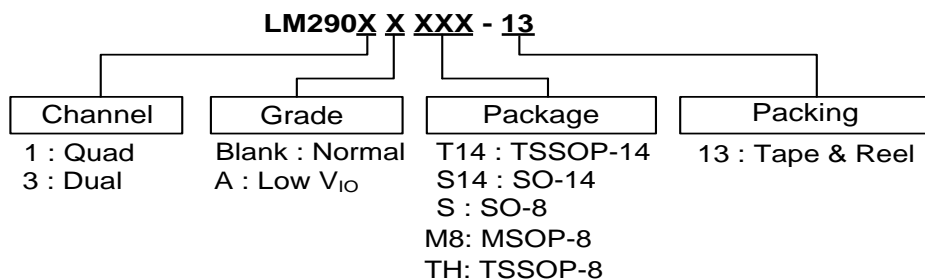 LM290X X XXX - 13
Channel
1 : Quad
3 : Dual
Grade
Blank : Normal
A : Low VIO
Package
T14 : TSSOP-14
S14 : SO-14
S : SO-8
M8: MSOP-8
TH: TSSOP-8
Packing
13 : Tape & Reel